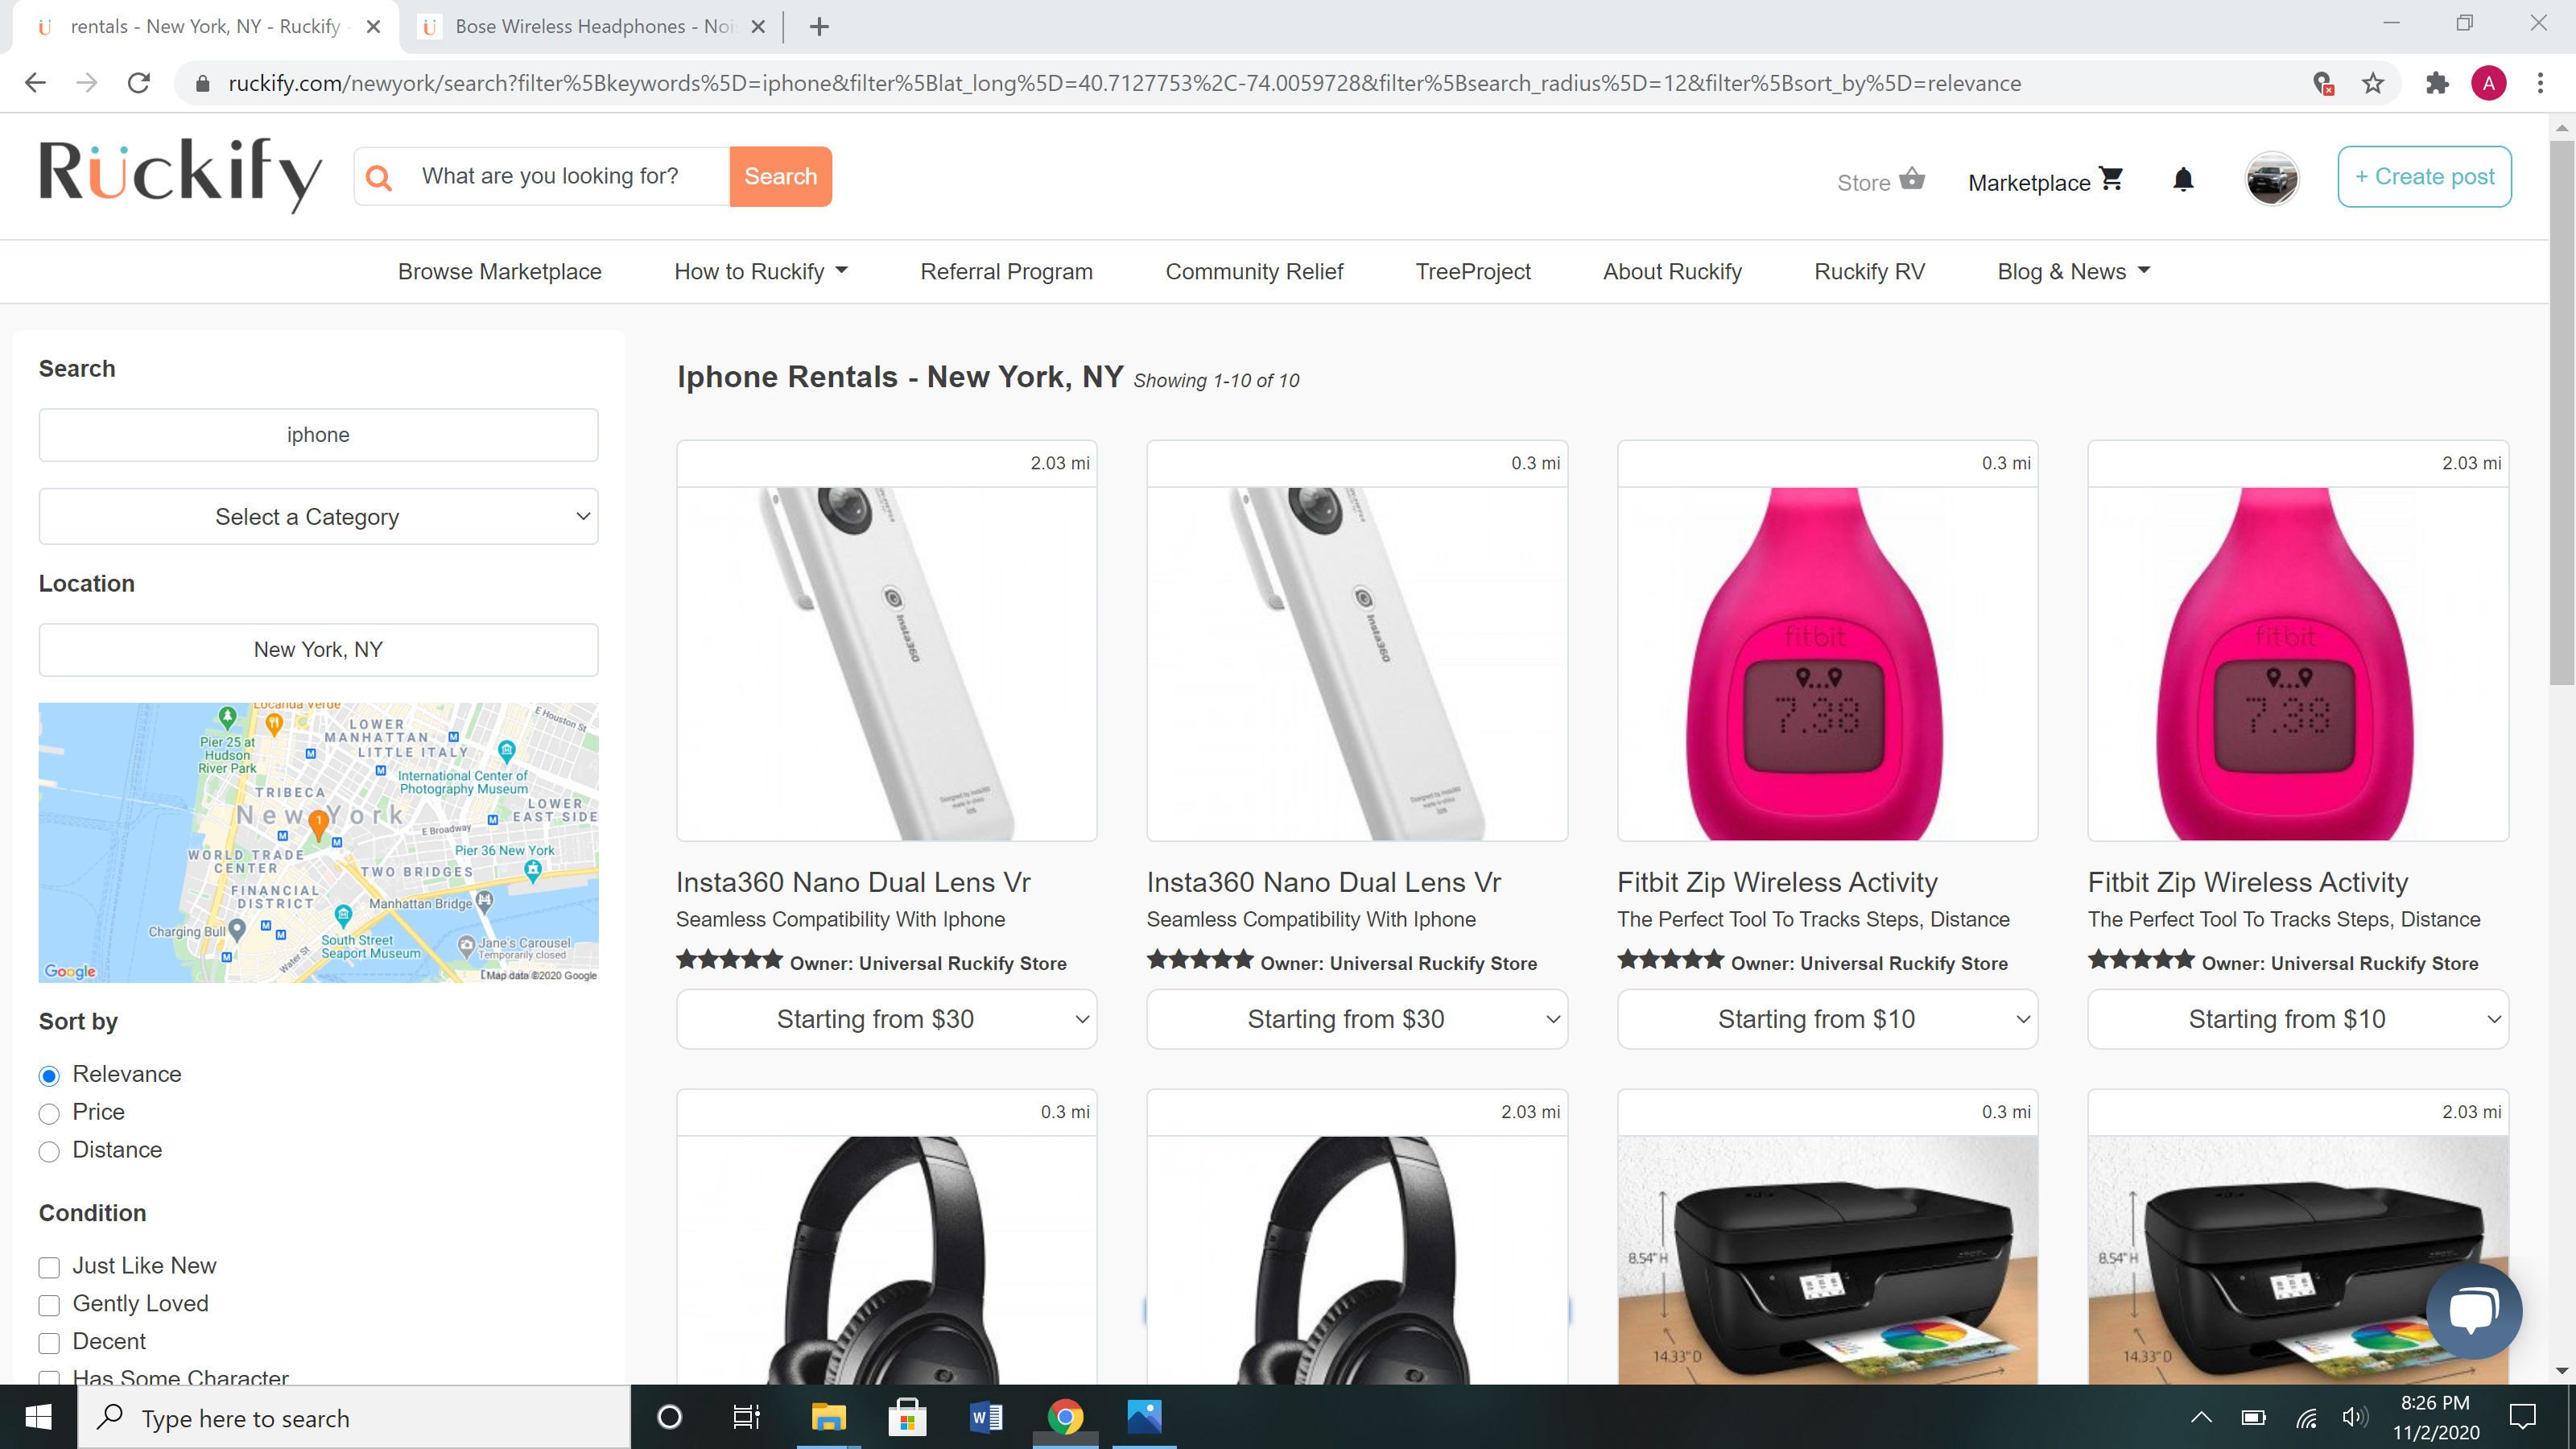 rentals - New York, NY - Ruckify
Bose Wireless Headphones - Noi
ruckify.com/newyork/search?filter%5Bkeywords%5D=iphone&filter%5Blat_long%5D=40.7127753%2C-74.0059728&filter%5Bsearch_radius%5D=12&filter%5Bsort_by%5D=relevance
A
Rückify
What are you looking for?
Search
Store
Marketplace
+ Create post
Browse Marketplace
How to Ruckify
Referral Program
Community Relief
TreeProject
About Ruckify
Ruckify RV
Blog & News
Search
iphone
Select a Category
Location
New York, NY
Locanda Verde
E Houston St
LOWER MANHATTAN
LITTLE ITALY
Pier 25 at
Hudson
River Park
International Center of
Photography Museum
TRIBECA
New York
LOWER
EAST SIDE
1
E Broadway
Pier 36 New York
WORLD TRADE
CENTER
TWO BRIDGES
FINANCIAL
DISTRICT
Manhattan Bridge
Charging Bull
South Street
Seaport Museum
Water St
Jane's Carousel
Temporarily closed
Google
Map data ©2020 Google
Sort by
Relevance
Price
Distance
Condition
Just Like New
Gently Loved
Decent
Has Some Character
Iphone Rentals - New York, NY Showing 1-10 of 10
2.03 mi
Insta360
Insta360 Nano Dual Lens Vr
Seamless Compatibility With Iphone
Owner: Universal Ruckify Store
Starting from $30
0.3 mi
Insta360
Insta360 Nano Dual Lens Vr
Seamless Compatibility With Iphone
Owner: Universal Ruckify Store
Starting from $30
0.3 mi
fitbit
7.38
Fitbit Zip Wireless Activity
The Perfect Tool To Tracks Steps, Distance
Owner: Universal Ruckify Store
Starting from $10
2.03 mi
fitbit
7.38
Fitbit Zip Wireless Activity
The Perfect Tool To Tracks Steps, Distance
Owner: Universal Ruckify Store
Starting from $10
0.3 mi
2.03 mi
0.3 mi
8.54" H
14.33" D
2.03 mi
8.54" H
14.33" D
Type here to search
8:26 PM
11/2/2020